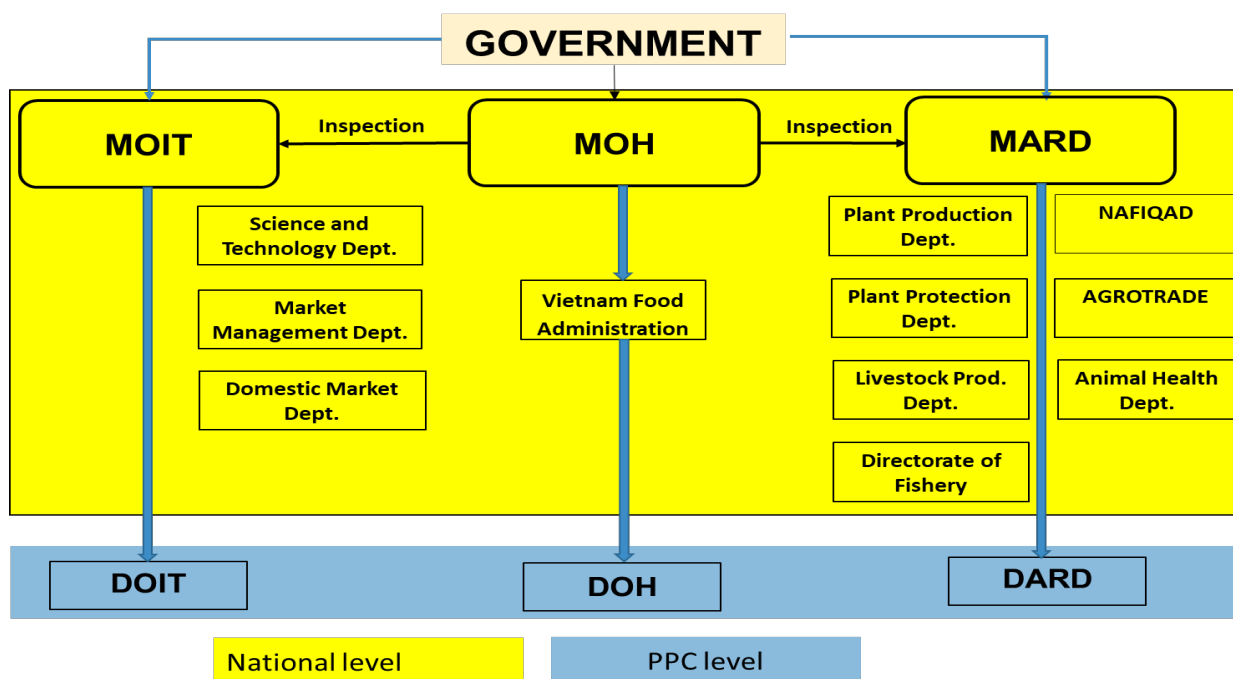 GOVERNMENT
MOIT
Inspection
MOH
Inspection
MARD
Science and
Technology Dept.
Market
Management Dept.
Domestic Market
Dept.
Vietnam Food
Administration
Plant Production
Dept.
NAFIQAD
Plant Protection
Dept.
AGROTRADE
Livestock Prod.
Dept.
Animal Health
Dept.
Directorate of
Fishery
DOIT
DOH
DARD
National level
PPC level